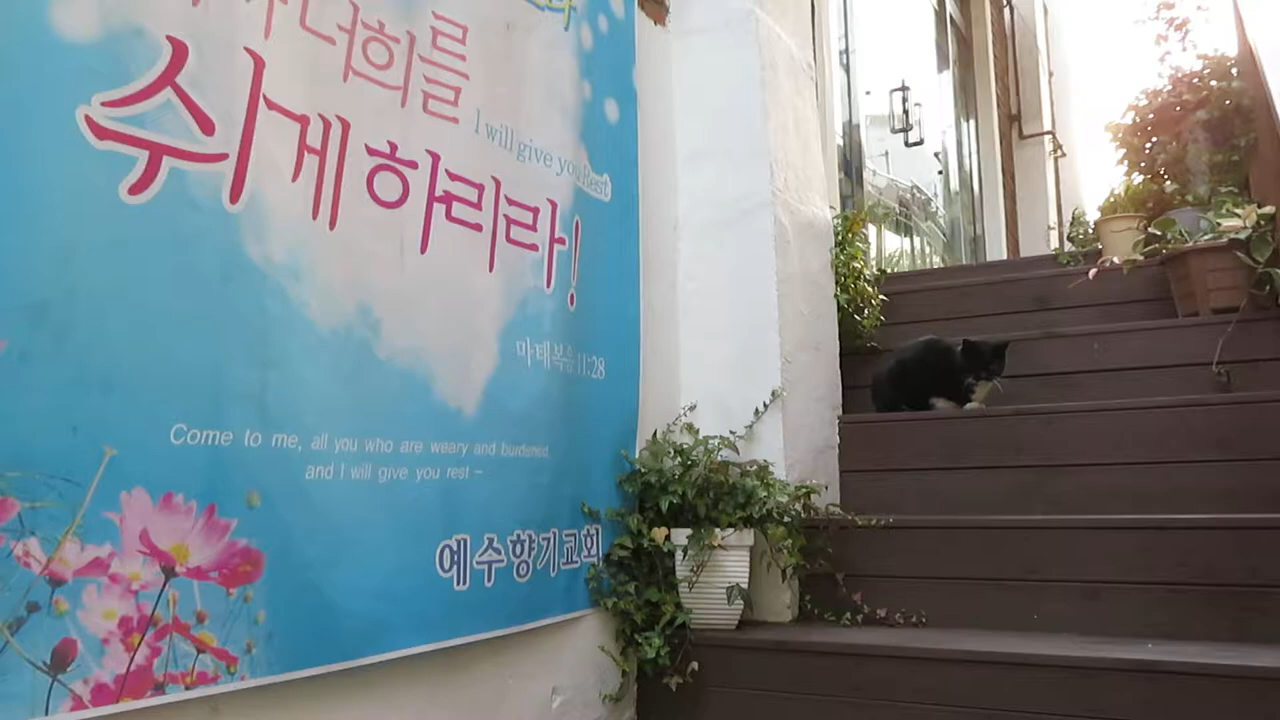 너희를
쉬게 하리라!
I will give you Rest
마태복음 11:28
Come to me, all you who are weary and burdened,
and I will give you rest –
예수향기교회